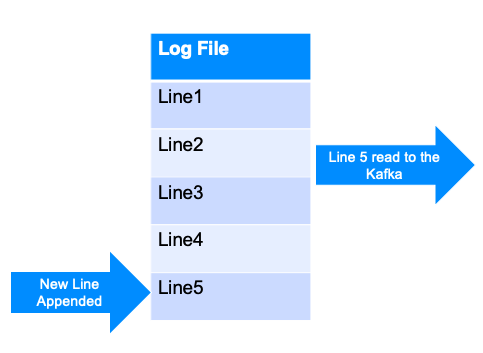 Log File
Line1
Line2
Line 5 read to the
Kafka
Line3
Line4
New Line
Appended
Line5